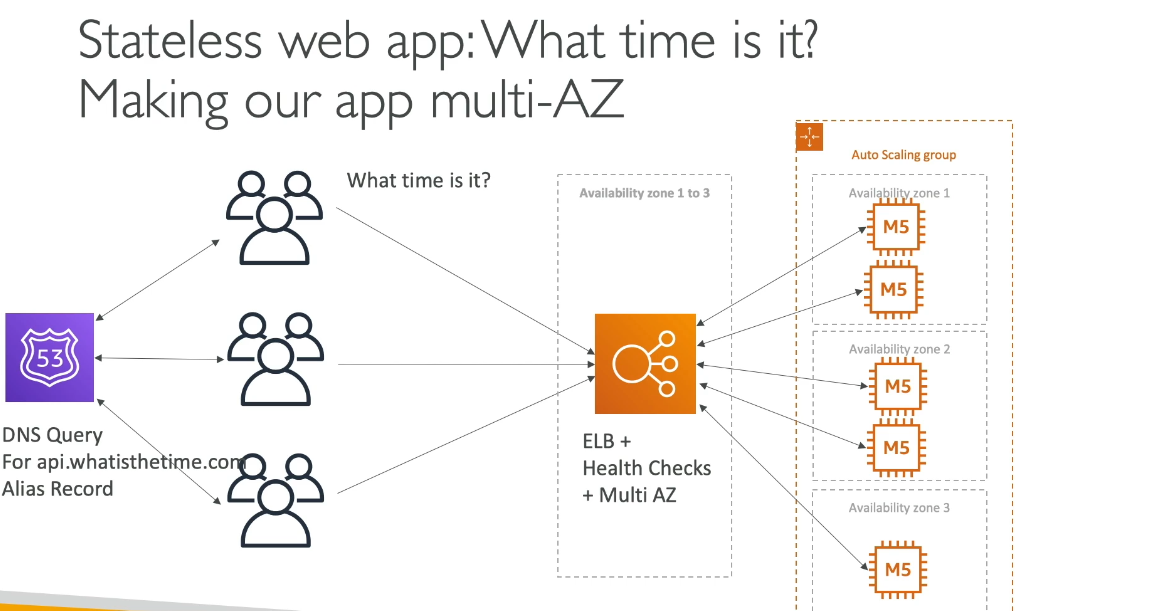 Stateless web app: What time is it?
Making our app multi-AZ
What time is it?
Auto Scaling group
Availability zone 1 to 3
Availability zone 1
M5
M5
53
Availability zone 2
M5
M5
DNS Query
For api.whatisthetime.com
Alias Record
ELB +
Health Checks
+ Multi AZ
Availability zone 3
M5